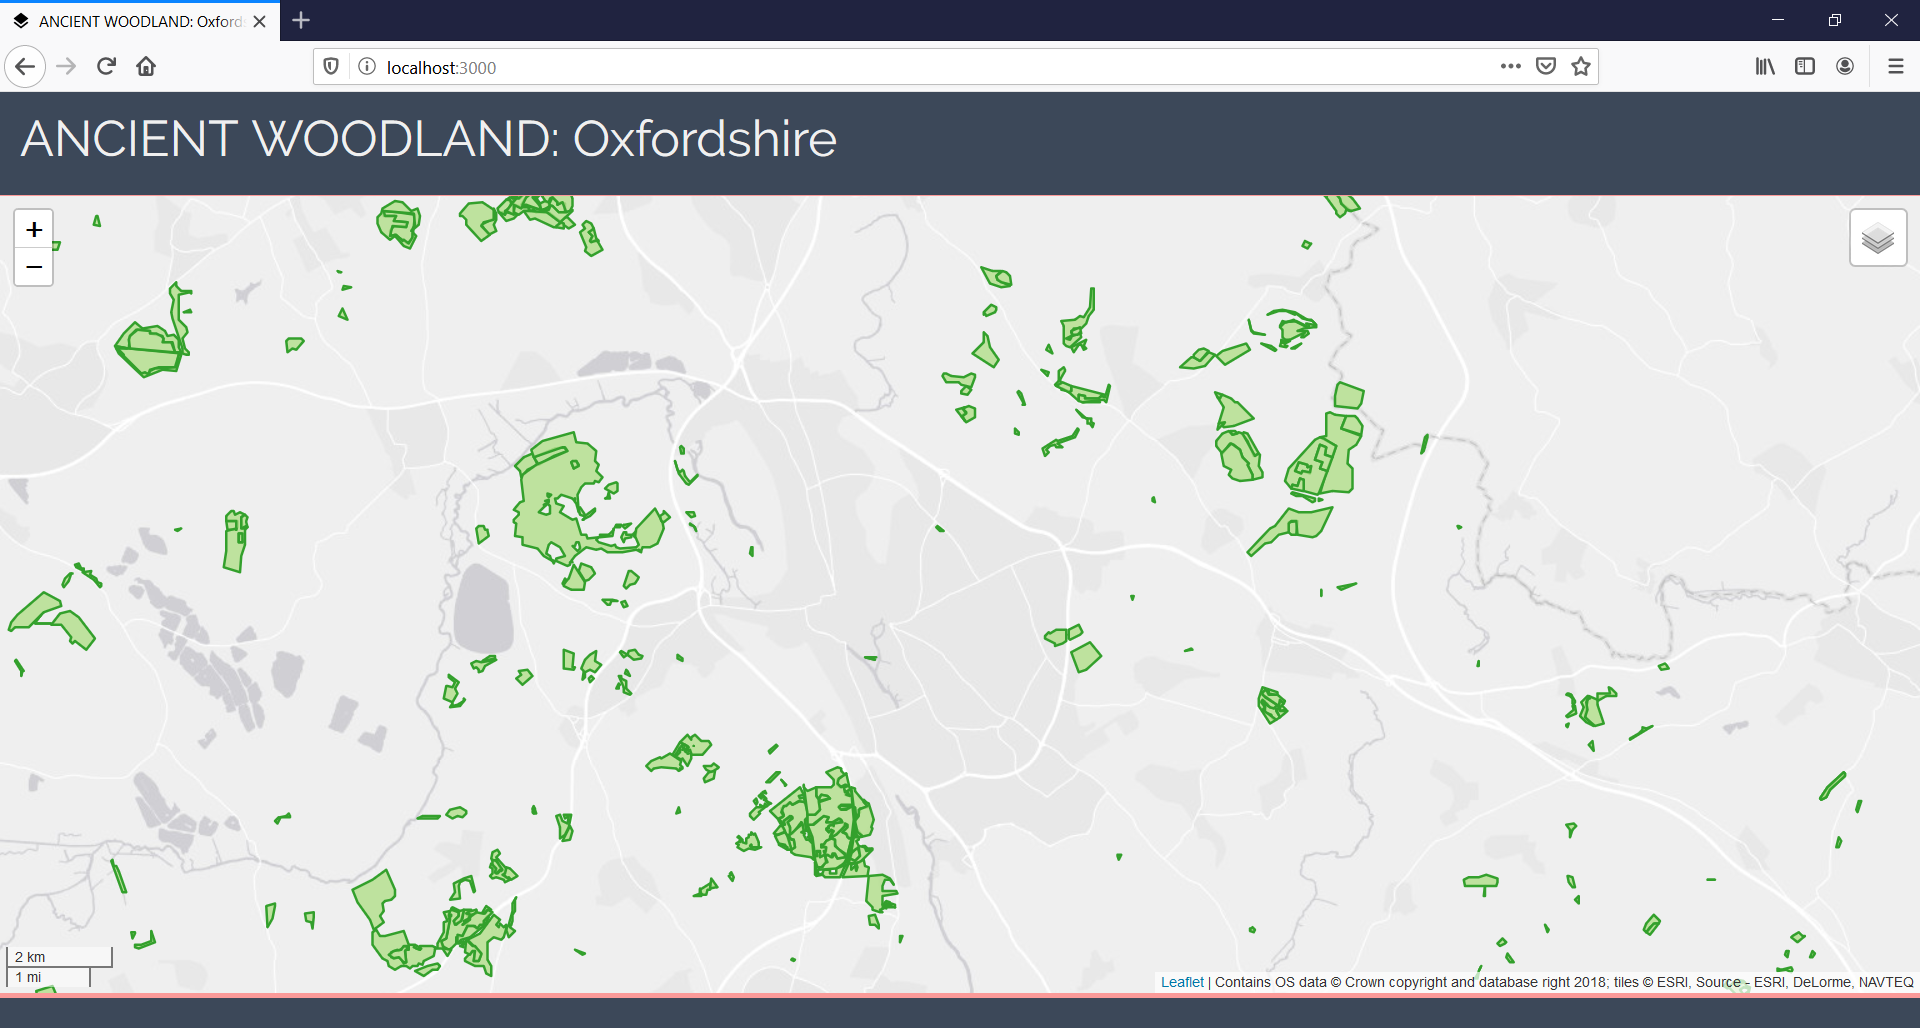 ANCIENT WOODLAND: Oxfords
localhost:3000
ANCIENT WOODLAND: Oxfordshire
+
−
2 km
1 mi
Leaflet | Contains OS data © Crown copyright and database right 2018; tiles © ESRI, Source - ESRI, DeLorme, NAVTEQ